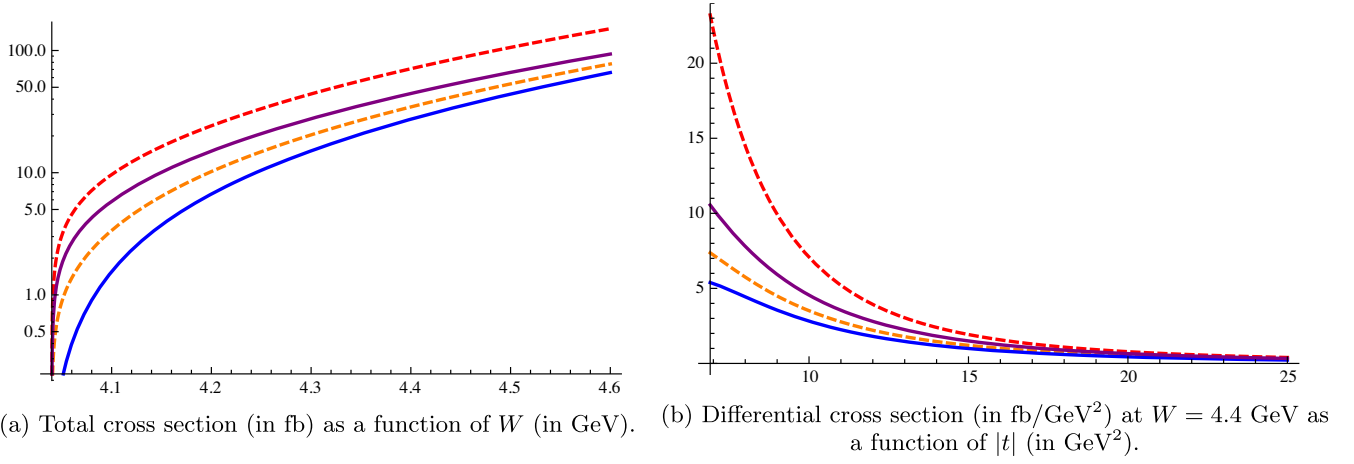 100.0
50.0
10.0
5.0
1.0
0.5
4.1 4.2 4.3 4.4 4.5 4.6
(a) Total cross section (in fb) as a function of W (in GeV).
20
15
10
5
10 15 20 25
(b) Differential cross section (in fb/GeV²) at W = 4.4 GeV as
a function of |t| (in GeV²).